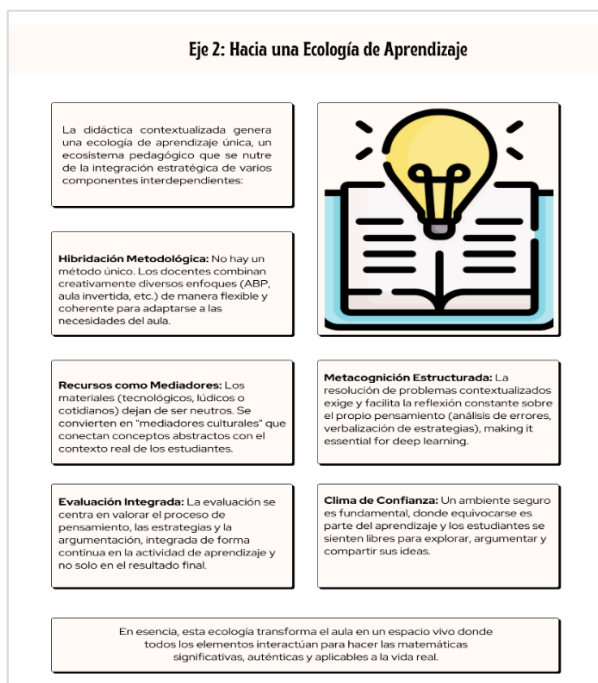 Eje 2: Hacia una Ecología de Aprendizaje
La didáctica contextualizada genera
una ecología de aprendizaje única, un
ecosistema pedagógico que se nutre
de la integración estratégica de varios
componentes interdependientes:
Hibridación Metodológica: No hay un
método único. Los docentes combinan
creativamente diversos enfoques (ABP,
aula invertida, etc.) de manera flexible y
coherente para adaptarse a las
necesidades del aula.
Recursos como Mediadores: Los
materiales (tecnológicos, lúdicos o
cotidianos) dejan de ser neutros. Se
convierten en "mediadores culturales" que
conectan conceptos abstractos con el
contexto real de los estudiantes.
Metacognición Estructurada: La
resolución de problemas contextualizados
exige y facilita la reflexión constante sobre
el propio pensamiento (análisis de errores,
verbalización de estrategias), making it
essential for deep learning.
Evaluación Integrada: La evaluación se
centra en valorar el proceso de
pensamiento, las estrategias y la
argumentación, integrada de forma
continua en la actividad de aprendizaje y
no solo en el resultado final.
Clima de Confianza: Un ambiente seguro
es fundamental, donde equivocarse es
parte del aprendizaje y los estudiantes se
sienten libres para explorar, argumentar y
compartir sus ideas.
En esencia, esta ecología transforma el aula en un espacio vivo donde
todos los elementos interactúan para hacer las matemáticas
significativas, auténticas y aplicables a la vida real.